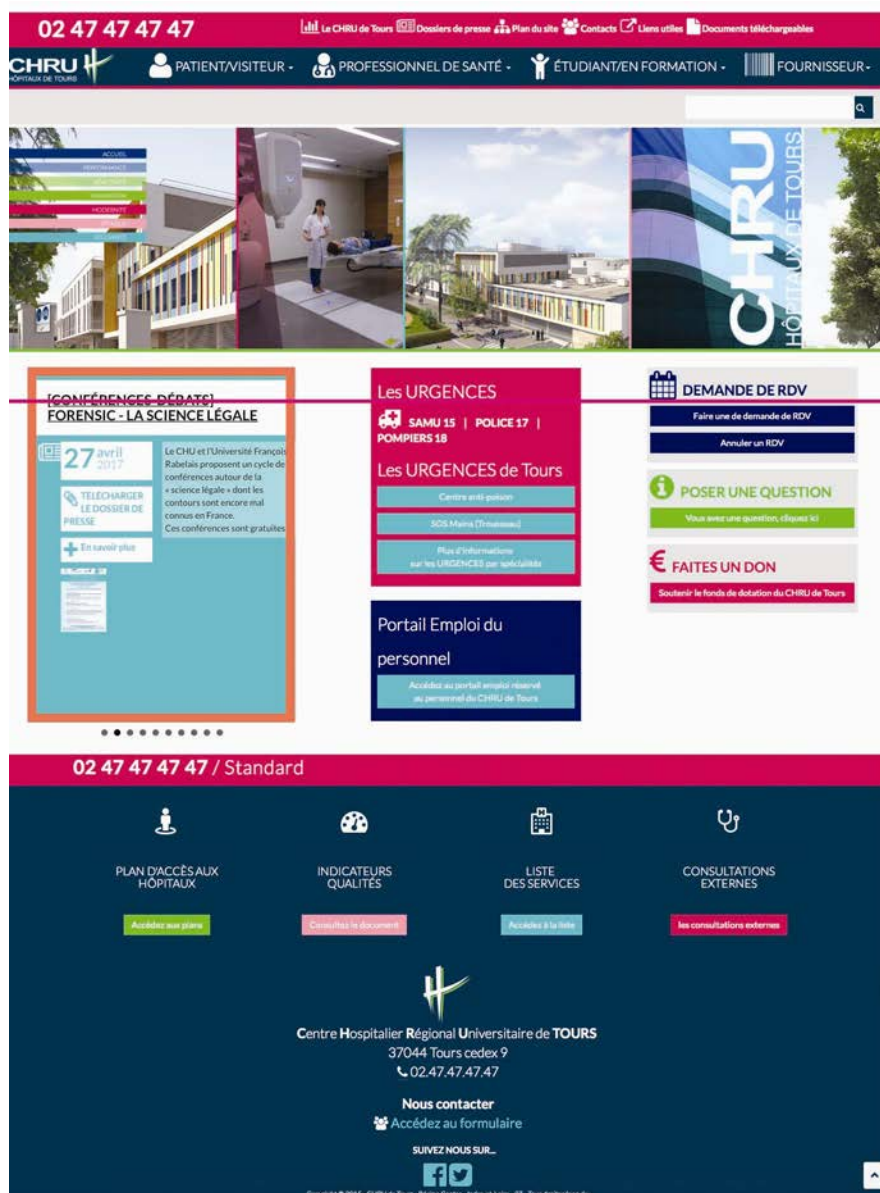 02 47 47 47 47
Le CHRU de Tours Dossiers de presse Plan du site Contacts Liens utiles Documents téléchargeables
CHRU
HÔPITAUX DE TOURS
PATIENT/VISITEUR
PROFESSIONNEL DE SANTÉ
ÉTUDIANT/EN FORMATION
FOURNISSEUR
ACCUEIL
PERFORMANCE
MODERNITÉ
CHRU
HÔPITAUX DE TOURS
[CONFÉRENCES-DÉBATS]
FORENSIC - LA SCIENCE LÉGALE
27 avril
2017
TÉLÉCHARGER
LE DOSSIER DE
PRESSE
En savoir plus
Le CHU et l'Université François
Rabelais proposent un cycle de
conférences autour de la
« science légale » dont les
contours sont encore mal
connus en France.
Ces conférences sont gratuites
Les URGENCES
SAMU 15 | POLICE 17 |
POMPIERS 18
Les URGENCES de Tours
Centre anti-poison
SOS Mains (Trousseau)
Plus d'informations
sur les URGENCES par spécialités
Portail Emploi du
personnel
Accédez au portail emploi réservé
au personnel du CHRU de Tours
DEMANDE DE RDV
Faire une de demande de RDV
Annuler un RDV
POSER UNE QUESTION
Vous avez une question, cliquez ici
€ FAITES UN DON
Soutenir le fonds de dotation du CHRU de Tours
02 47 47 47 47 / Standard
PLAN D'ACCÈS AUX
HÔPITAUX
Accédez aux plans
INDICATEURS
QUALITÉS
Consultez le document
LISTE
DES SERVICES
Accédez à la liste
CONSULTATIONS
EXTERNES
les consultations externes
Centre Hospitalier Régional Universitaire de TOURS
37044 Tours cedex 9
02.47.47.47.47
Nous contacter
Accédez au formulaire
SUIVEZ NOUS SUR...